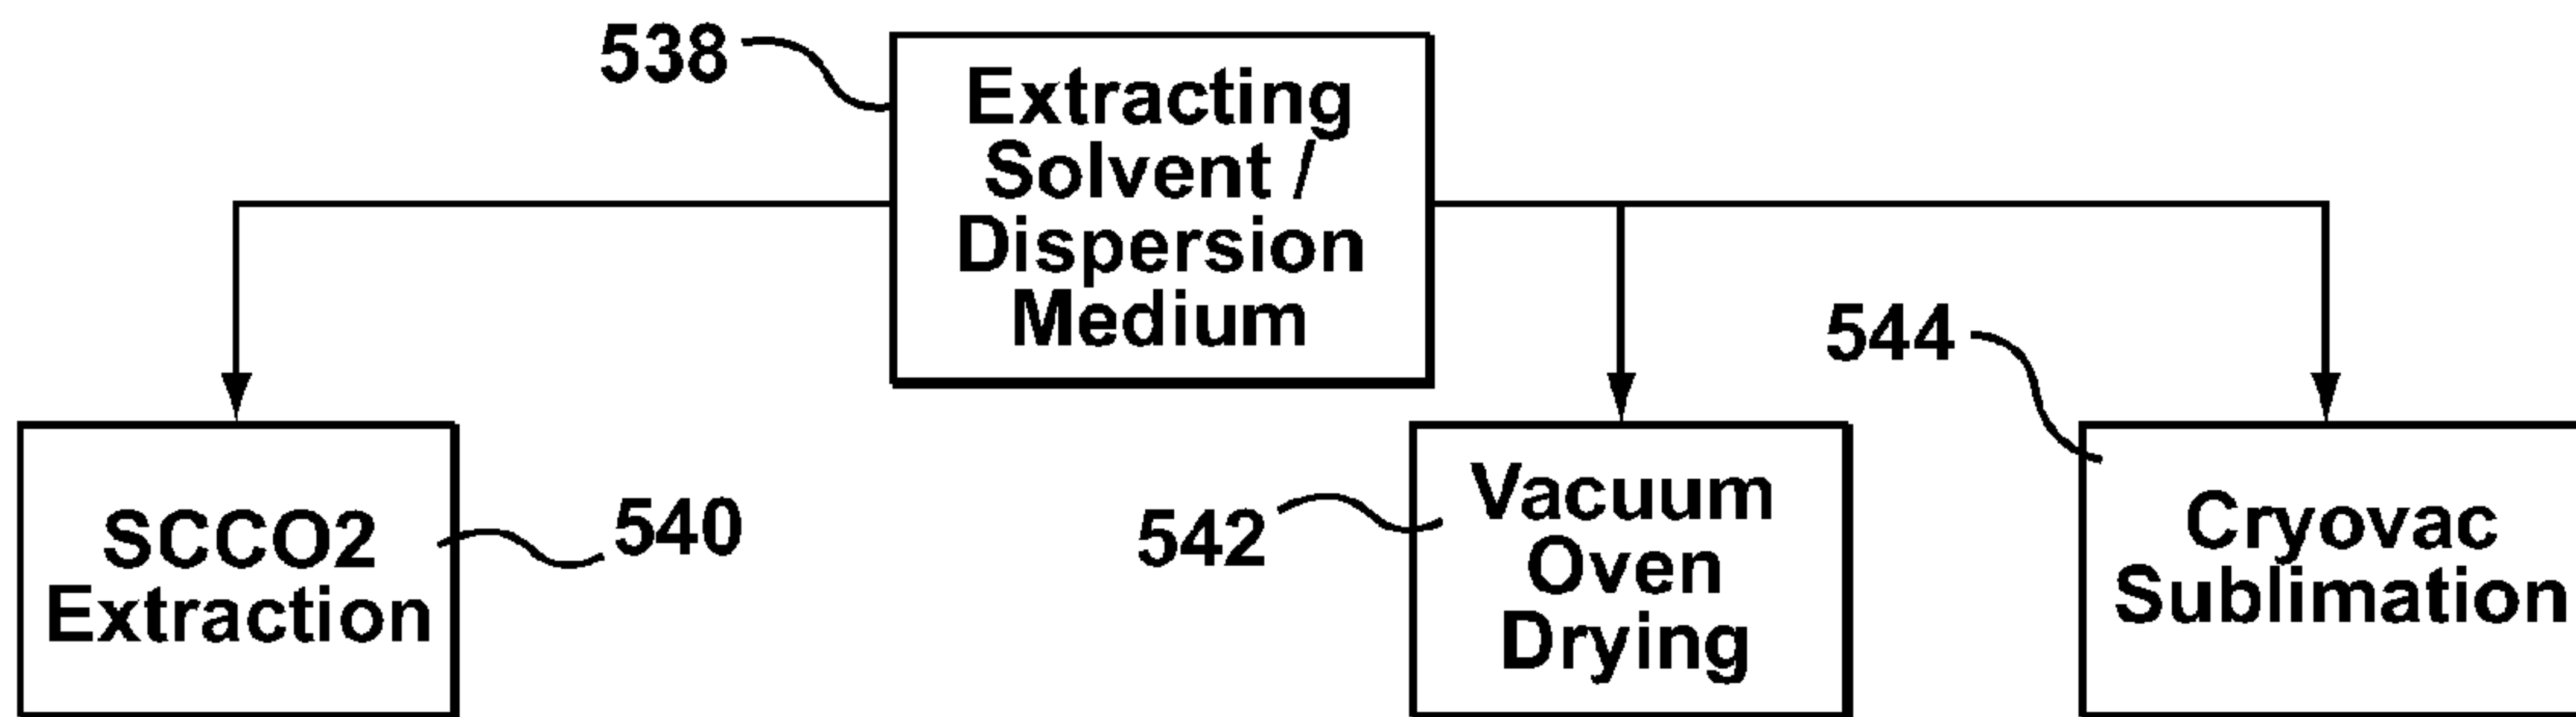 538
Extracting
Solvent /
Dispersion
Medium
SCCO2
Extraction
540
542
Vacuum
Oven
Drying
544
Cryovac
Sublimation